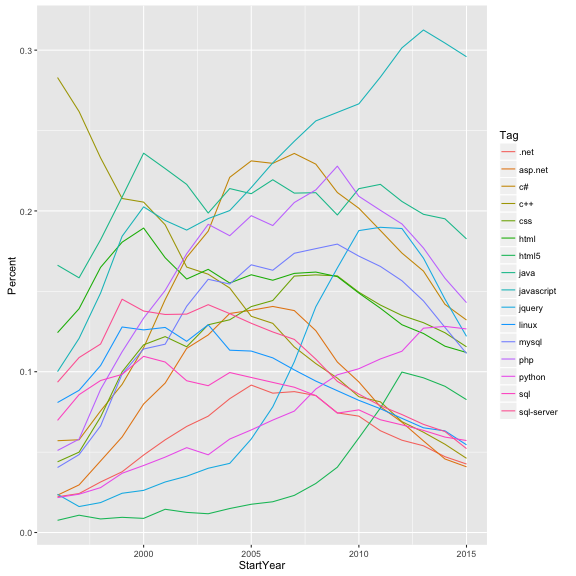 0.3
0.2
0.1
0.0
Percent
2000
2005
2010
2015
StartYear
Tag
.net
asp.net
c#
c++
css
html
html5
java
javascript
jquery
linux
mysql
php
python
sql
sql-server